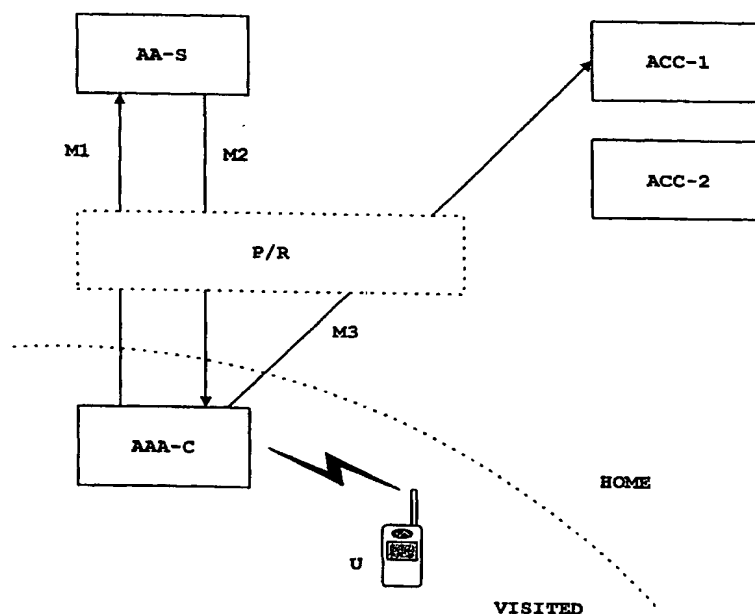 AA-S
ACC-1
M1
M2
ACC-2
P/R
M3
AAA-C
HOME
U
VISITED